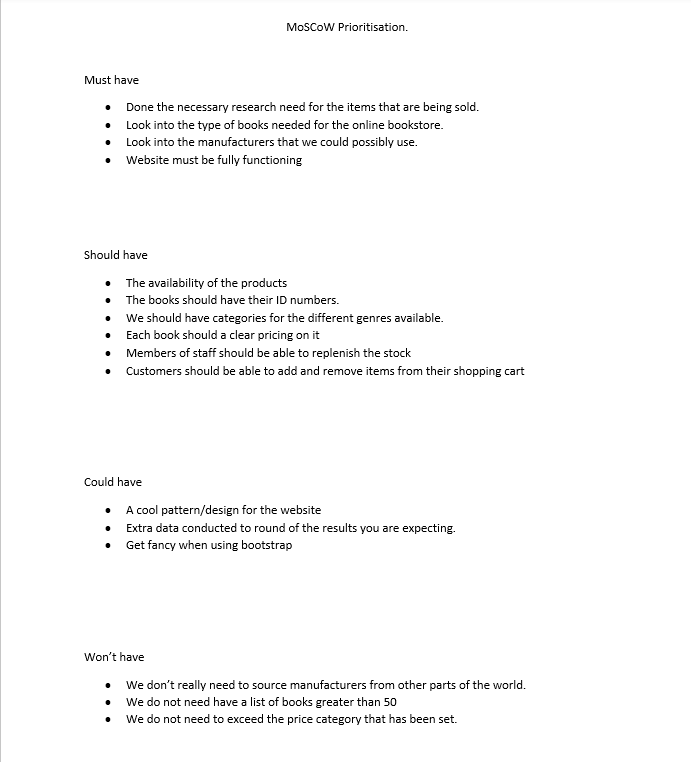 MoSCoW Prioritisation.
Must have
• Done the necessary research need for the items that are being sold.
• Look into the type of books needed for the online bookstore.
• Look into the manufacturers that we could possibly use.
• Website must be fully functioning
Should have
• The availability of the products
• The books should have their ID numbers.
• We should have categories for the different genres available.
• Each book should a clear pricing on it
• Members of staff should be able to replenish the stock
• Customers should be able to add and remove items from their shopping cart
Could have
• A cool pattern/design for the website
• Extra data conducted to round of the results you are expecting.
• Get fancy when using bootstrap
Won't have
• We don't really need to source manufacturers from other parts of the world.
• We do not need have a list of books greater than 50
• We do not need to exceed the price category that has been set.